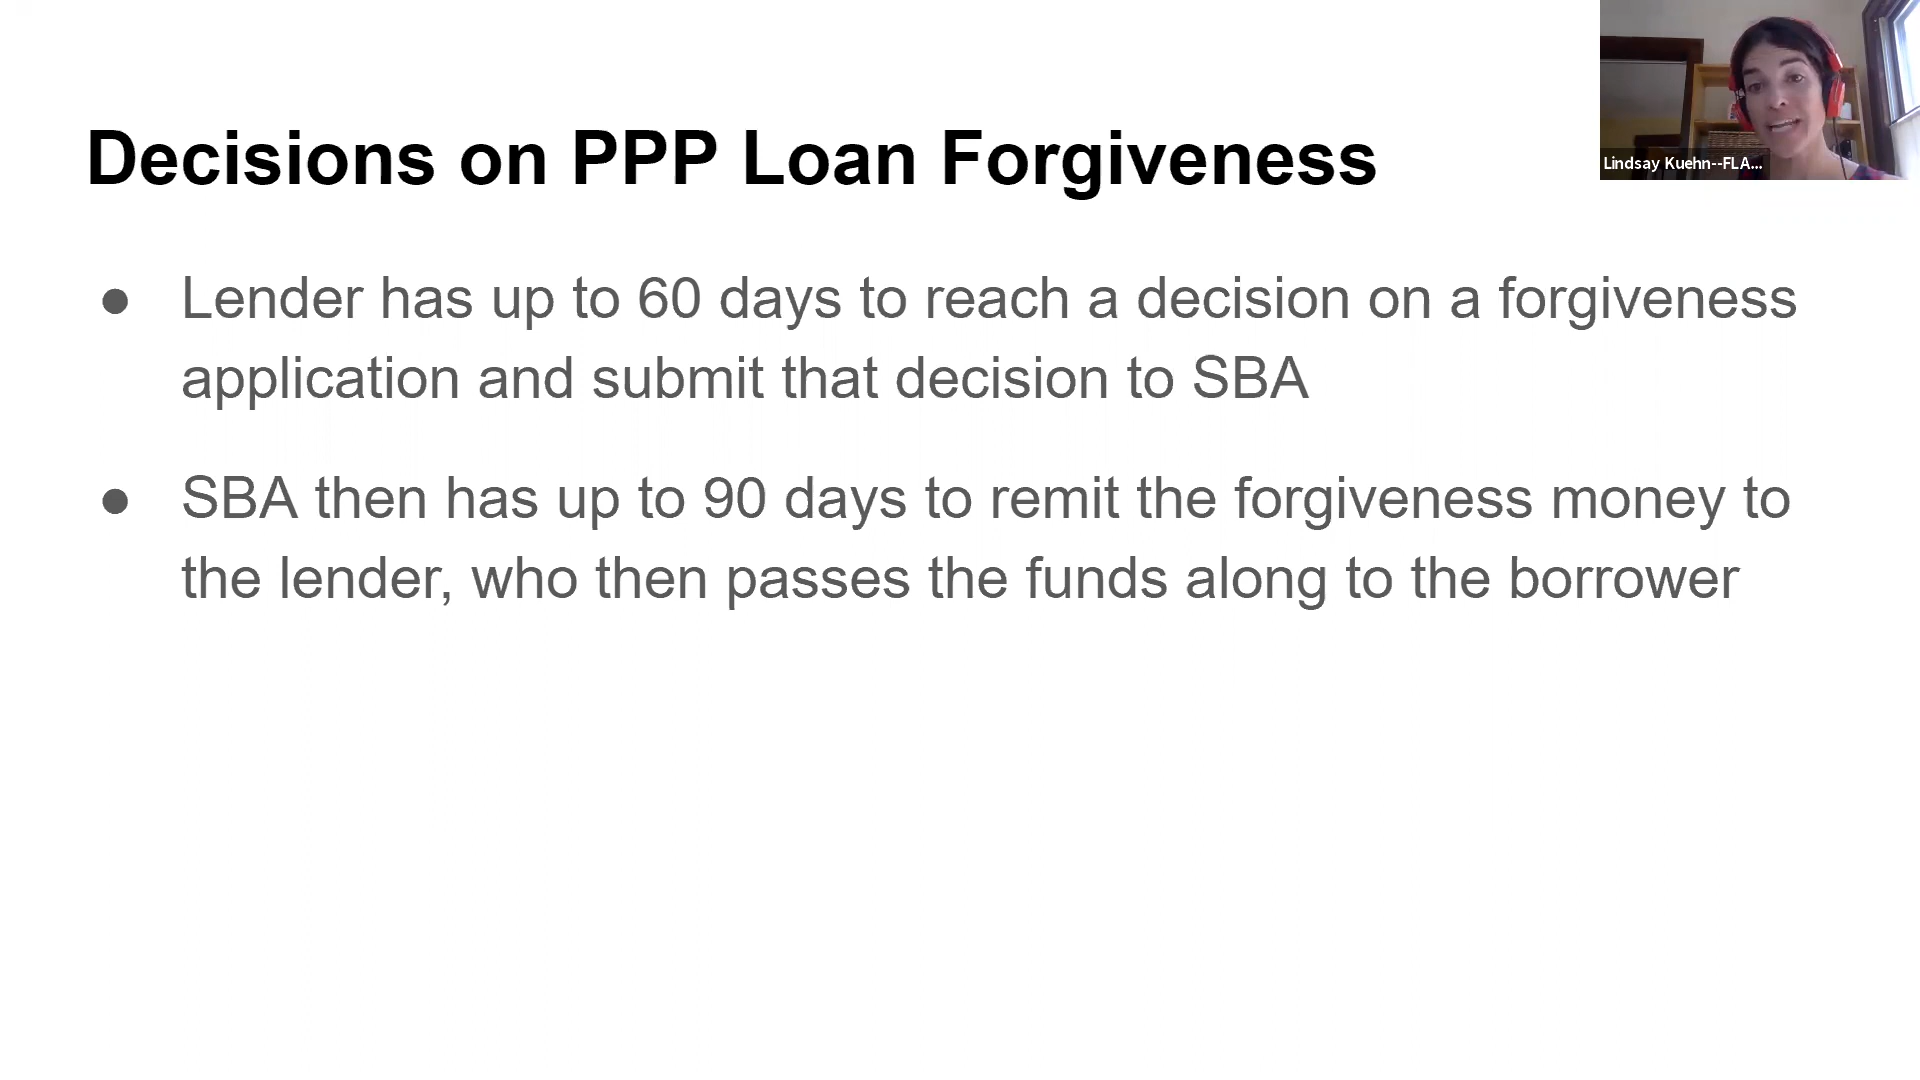 Decisions on PPP Loan Forgiveness
Lindsay Kuehn--FLA...
● Lender has up to 60 days to reach a decision on a forgiveness
application and submit that decision to SBA
● SBA then has up to 90 days to remit the forgiveness money to
the lender, who then passes the funds along to the borrower